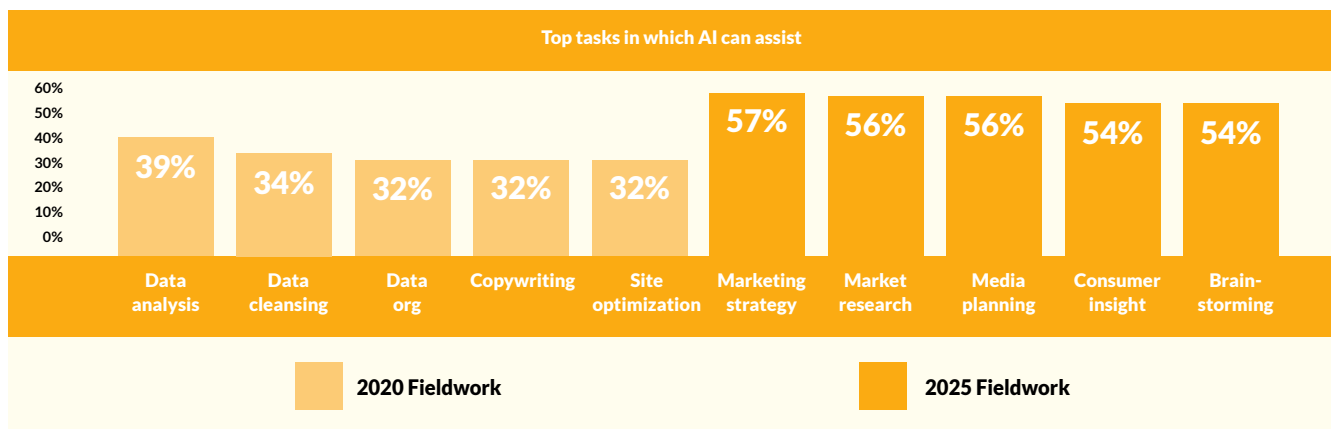 Top tasks in which AI can assist
60%
50%
40%
30%
20%
10%
0%
39%
34%
32%
32%
32%
57%
56%
56%
54%
54%
Data
analysis
Data
cleansing
Data
org
Copywriting
Site
optimization
Marketing
strategy
Market
research
Media
planning
Consumer
insight
Brain-
storming
2020 Fieldwork
2025 Fieldwork